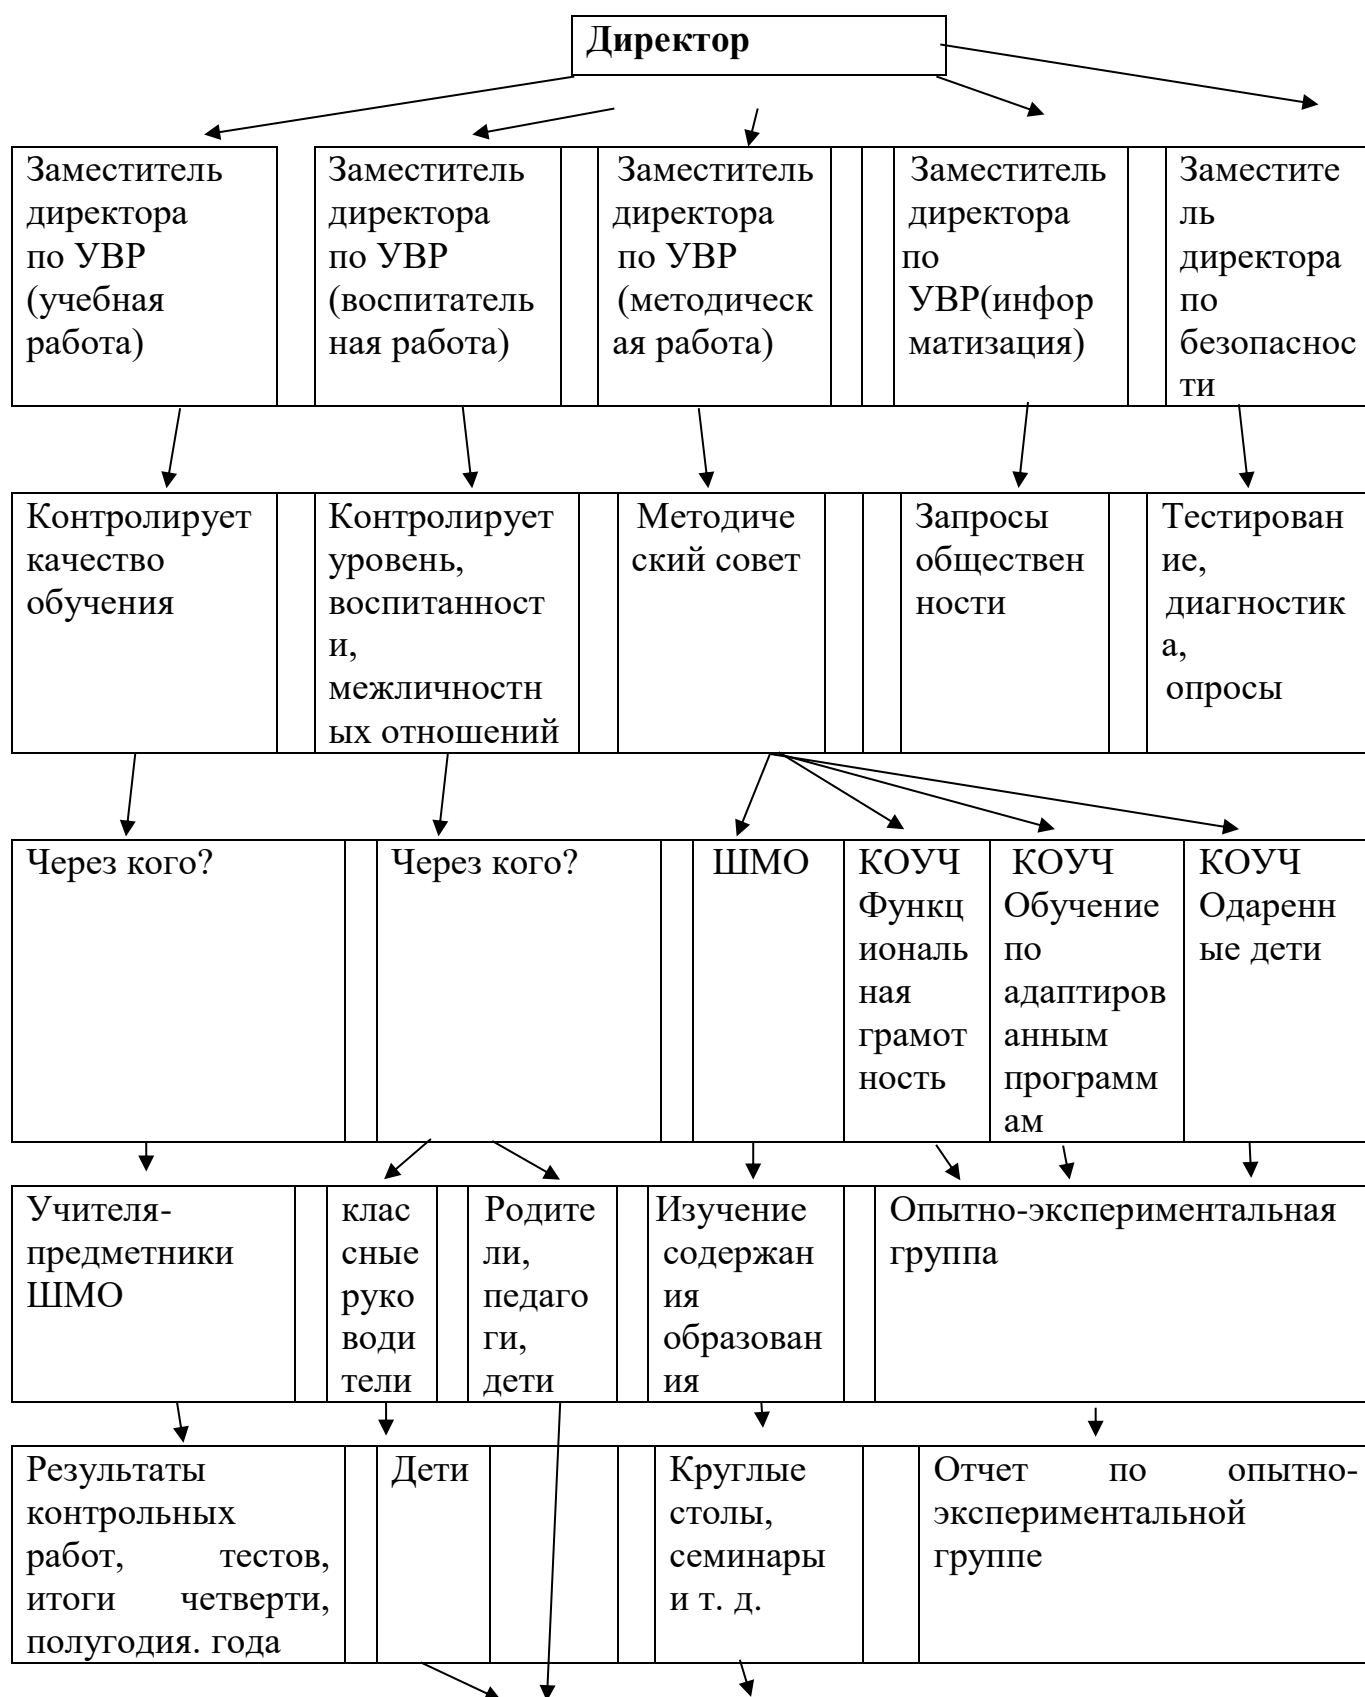 Директор
Заместитель
директора
по УВР
(учебная
работа)
Заместитель
директора
по УВР
(воспитатель
ная работа)
Заместитель
директора
по УВР
(методическ
ая работа)
Заместитель
директора
по
УВР(инфор
матизация)
Заместите
ль
директора
по
безопаснос
ти
Контролирует
качество
обучения
Контролирует
уровень,
воспитанност
и,
межличностн
ых отношений
Методиче
ский совет
Запросы
обществен
ности
Тестирован
ие,
диагностик
а,
опросы
Через кого?
Через кого?
ШМО
КОУЧ
Функц
иональ
ная
грамот
ность
КОУЧ
Обучение
по
адаптиров
анным
программ
ам
КОУЧ
Одаренн
ые дети
Учителя-
предметники
ШМО
клас
сные
руко
води
тели
Родите
ли,
педаго
ги,
дети
Изучение
содержан
ия
образован
ия
Опытно-экспериментальная
группа
Результаты
контрольных
работ, тестов,
итоги четверти,
полугодия. года
Дети
Круглые
столы,
семинары
и т. д.
Отчет по опытно-
экспериментальной
группе